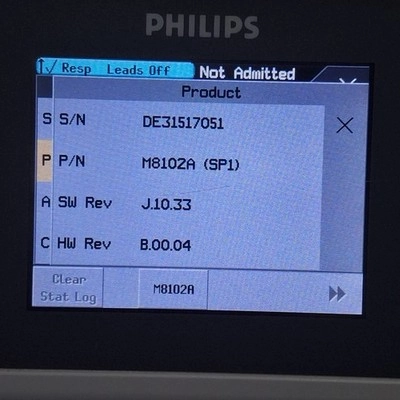 PHILIPS
Resp Leads Off Not Admitted
Product
S S/N DE31517051
P P/N M8102A (SP1)
A SW Rev J.10.33
C HW Rev B.00.04
Clear
Stat Log
M8102A